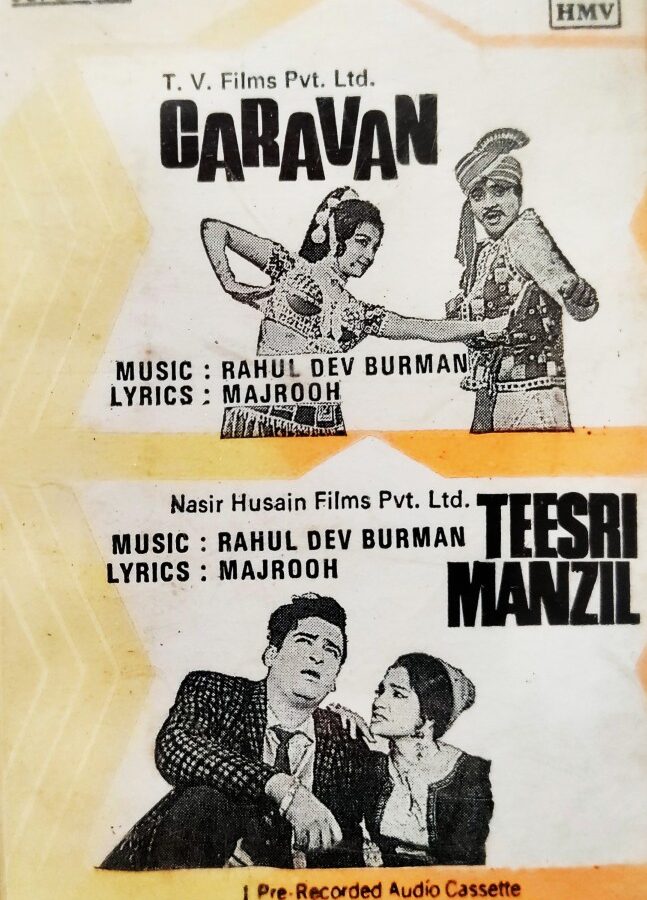 HMV
T. V. Films Pvt. Ltd.
CARAVAN
MUSIC : RAHUL DEV BURMAN
LYRICS : MAJROOH
Nasir Husain Films Pvt. Ltd.
TEESRI
MANZIL
MUSIC : RAHUL DEV BURMAN
LYRICS : MAJROOH
1 Pre-Recorded Audio Cassette